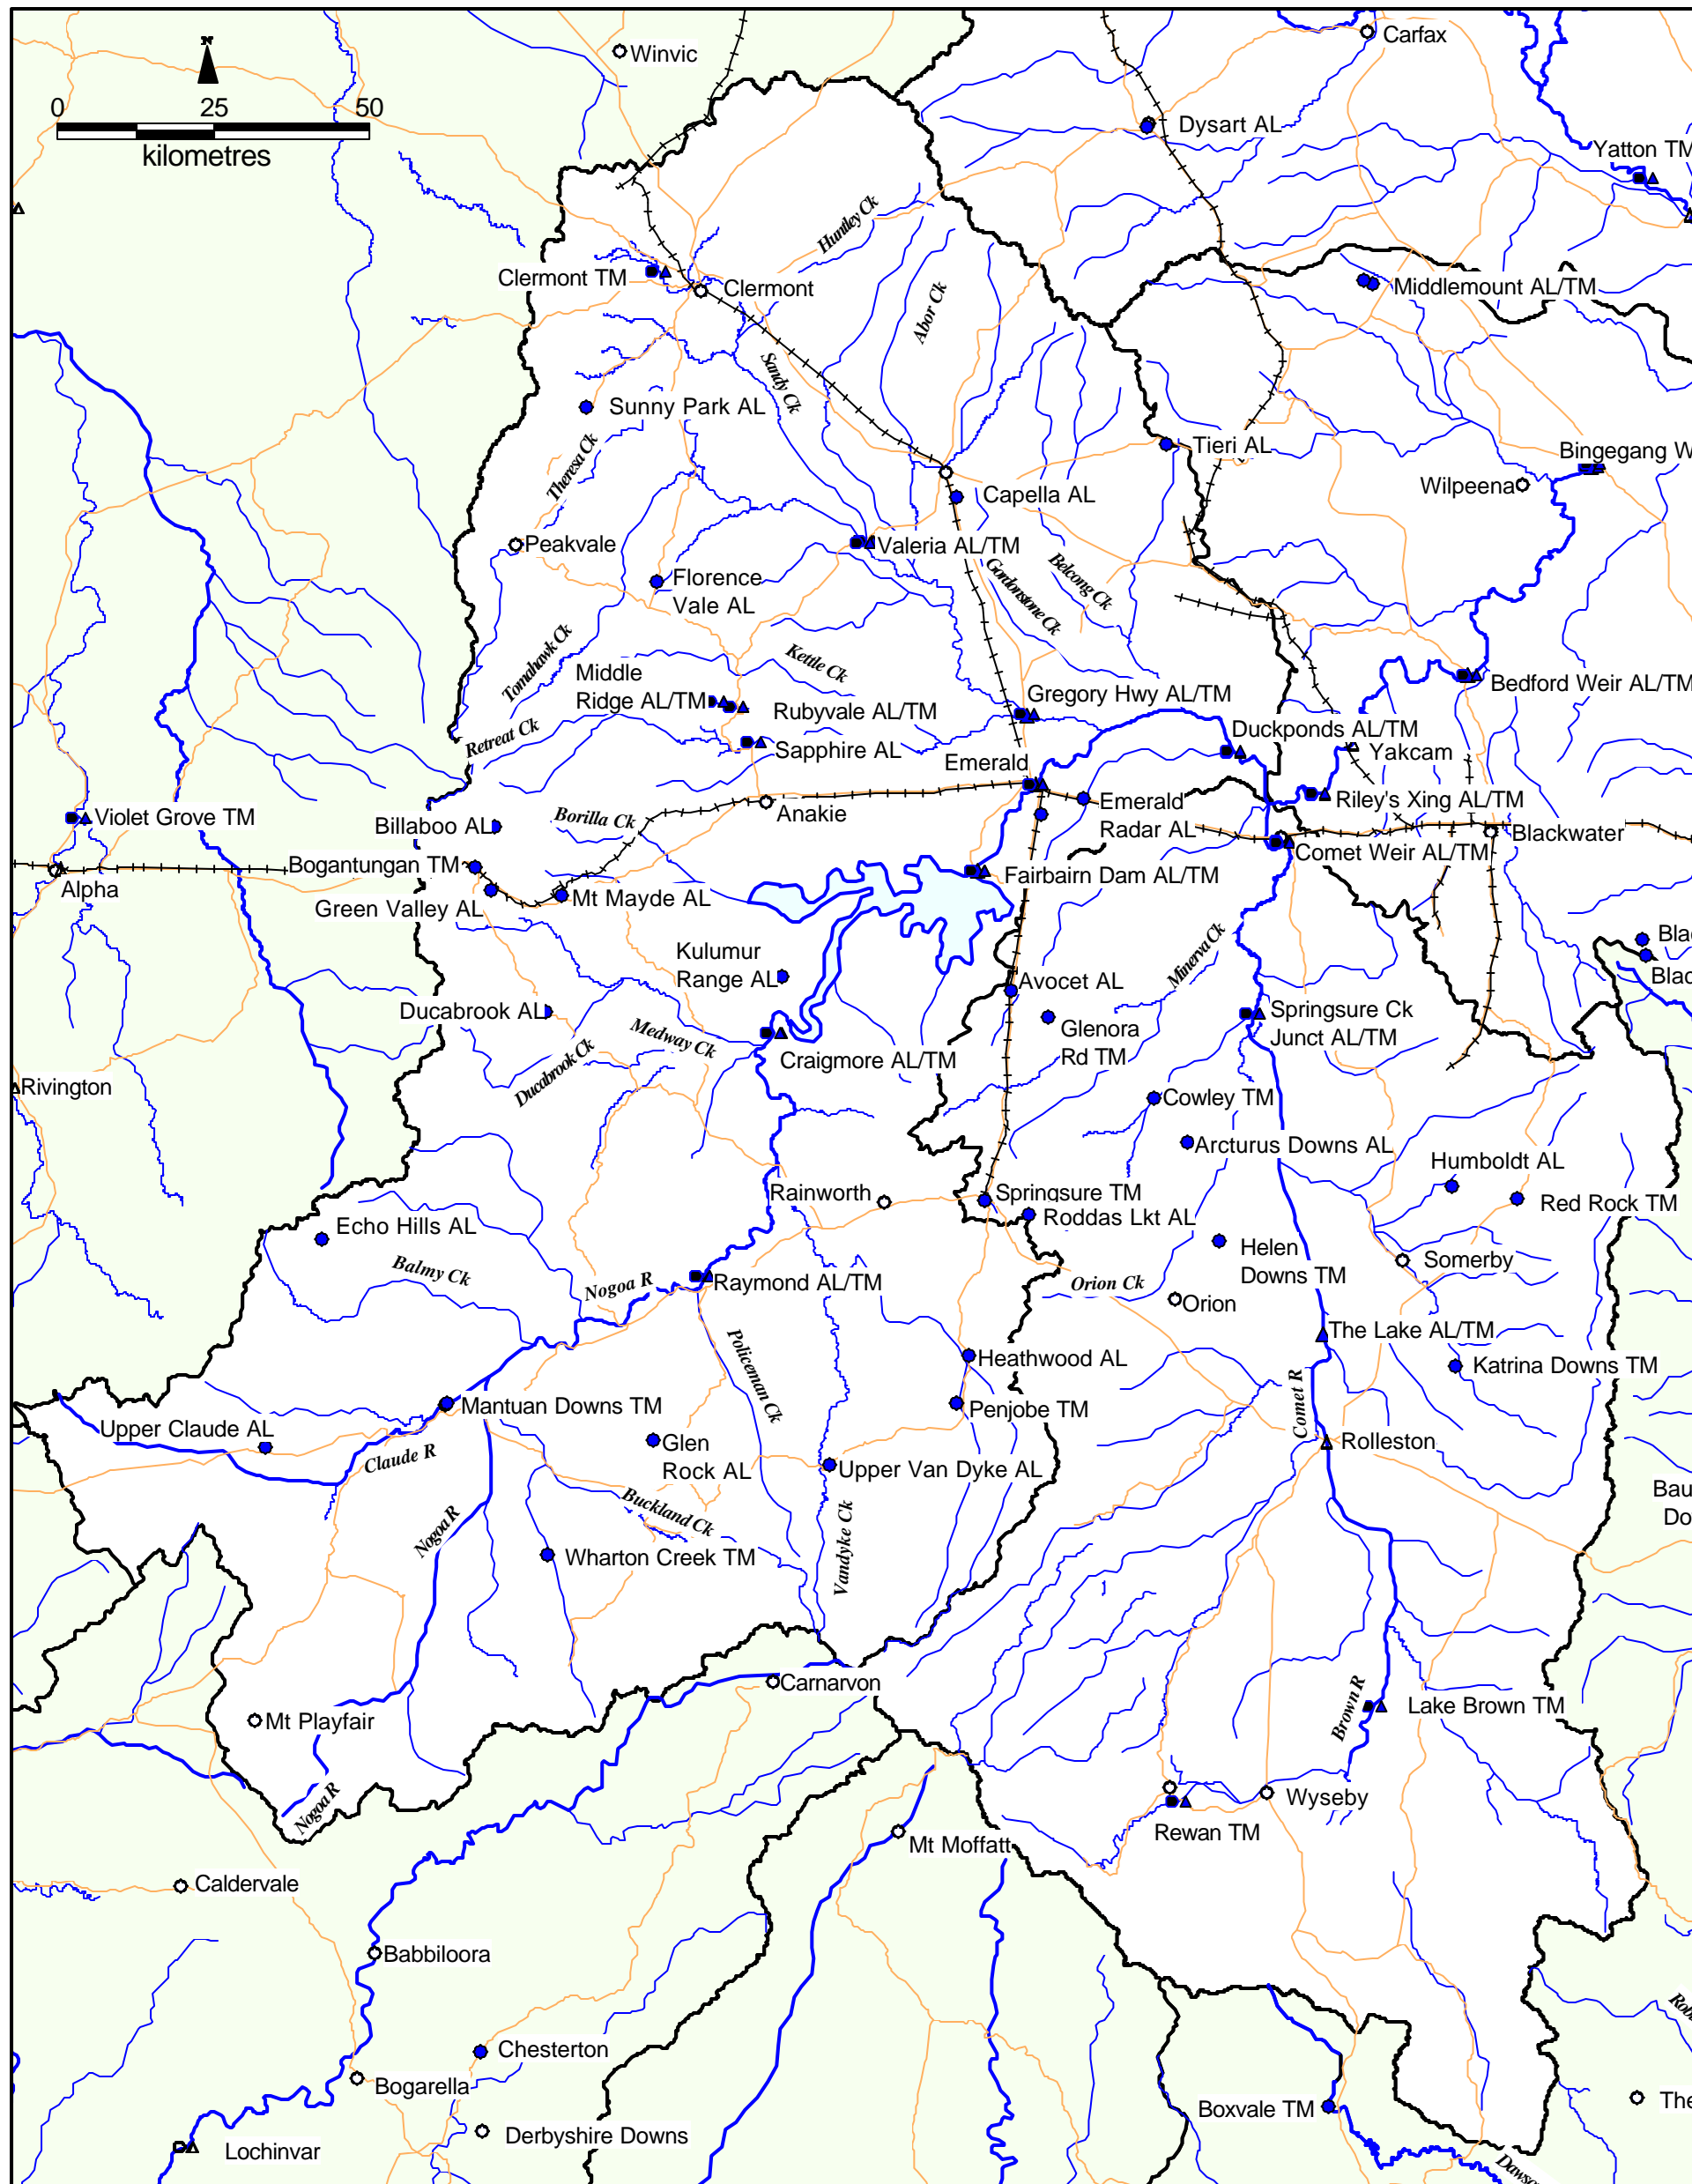 Winvic
Carfax
N
0 25 50
kilometres
Dysart AL
Yatton TM
Huntley Ck
Clermont TM
Clermont
Middlemount AL/TM
Abor Ck
Sandy Ck
Sunny Park AL
Tieri AL
Theresa Ck
Bingegang W
Wilpeena
Capella AL
Peakvale
Valeria AL/TM
Florence
Vale AL
Gordonstone Ck
Belcong Ck
Tomahawk Ck
Kettle Ck
Middle
Ridge AL/TM
Rubyvale AL/TM
Gregory Hwy AL/TM
Bedford Weir AL/TM
Retreat Ck
Sapphire AL
Duckponds AL/TM
Yakcam
Emerald
Emerald
Radar AL
Riley's Xing AL/TM
Anakie
Violet Grove TM
Billaboo AL
Borilla Ck
Blackwater
Comet Weir AL/TM
Bogantungan TM
Alpha
Green Valley AL
Mt Mayde AL
Fairbairn Dam AL/TM
Kulumur
Range AL
Minerva Ck
Blac
Blac
Avocet AL
Ducabrook AL
Medway Ck
Glenora
Rd TM
Springsure Ck
Junct AL/TM
Craigmore AL/TM
Ducabrook Ck
Rivington
Cowley TM
Arcturus Downs AL
Humboldt AL
Red Rock TM
Rainworth
Springsure TM
Roddas Lkt AL
Echo Hills AL
Helen
Downs TM
Somerby
Balmy Ck
Nogoa R
Raymond AL/TM
Orion Ck
Orion
The Lake AL/TM
Policeman Ck
Heathwood AL
Katrina Downs TM
Comet R
Mantuan Downs TM
Penjobe TM
Upper Claude AL
Claude R
Glen
Rock AL
Rolleston
Upper Van Dyke AL
Buckland Ck
Bau
Do
Nogoa R
Vandyke Ck
Wharton Creek TM
Carnarvon
Mt Playfair
Brown R
Lake Brown TM
Nogoa R
Wyseby
Rewan TM
Mt Moffatt
Caldervale
Babbiloora
Chesterton
Bogarella
Boxvale TM
The
Derbyshire Downs
Lochinvar
Robi
Dawso